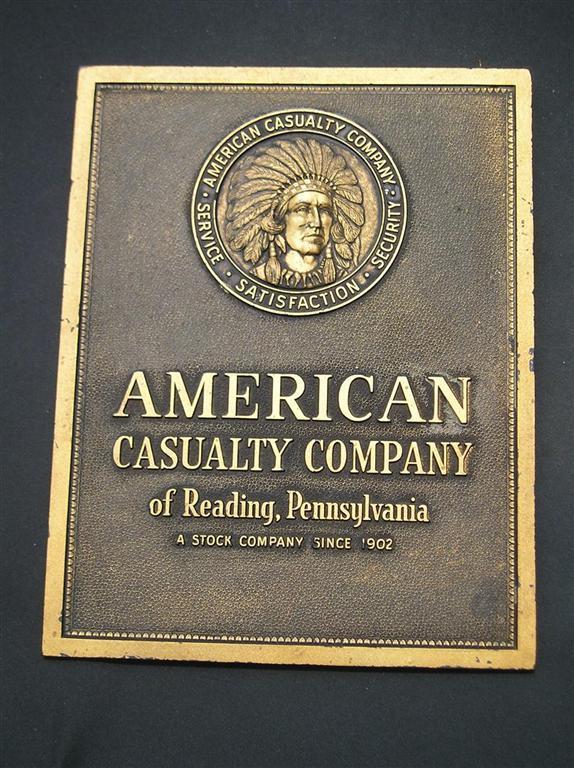 · AMERICAN CASUALTY COMPANY ·
SERVICE · SATISFACTION · SECURITY
AMERICAN
CASUALTY COMPANY
of Reading, Pennsylvania
A STOCK COMPANY SINCE 1902